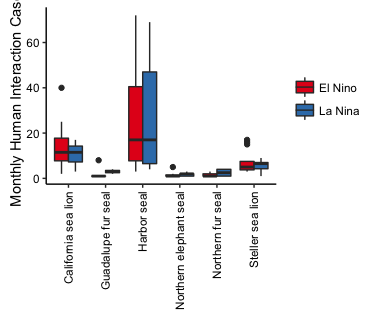 Monthly Human Interaction Cas
60
40
20
0
California sea lion
Guadalupe fur seal
Harbor seal
Northern elephant seal
Northern fur seal
Steller sea lion
El Nino
La Nina